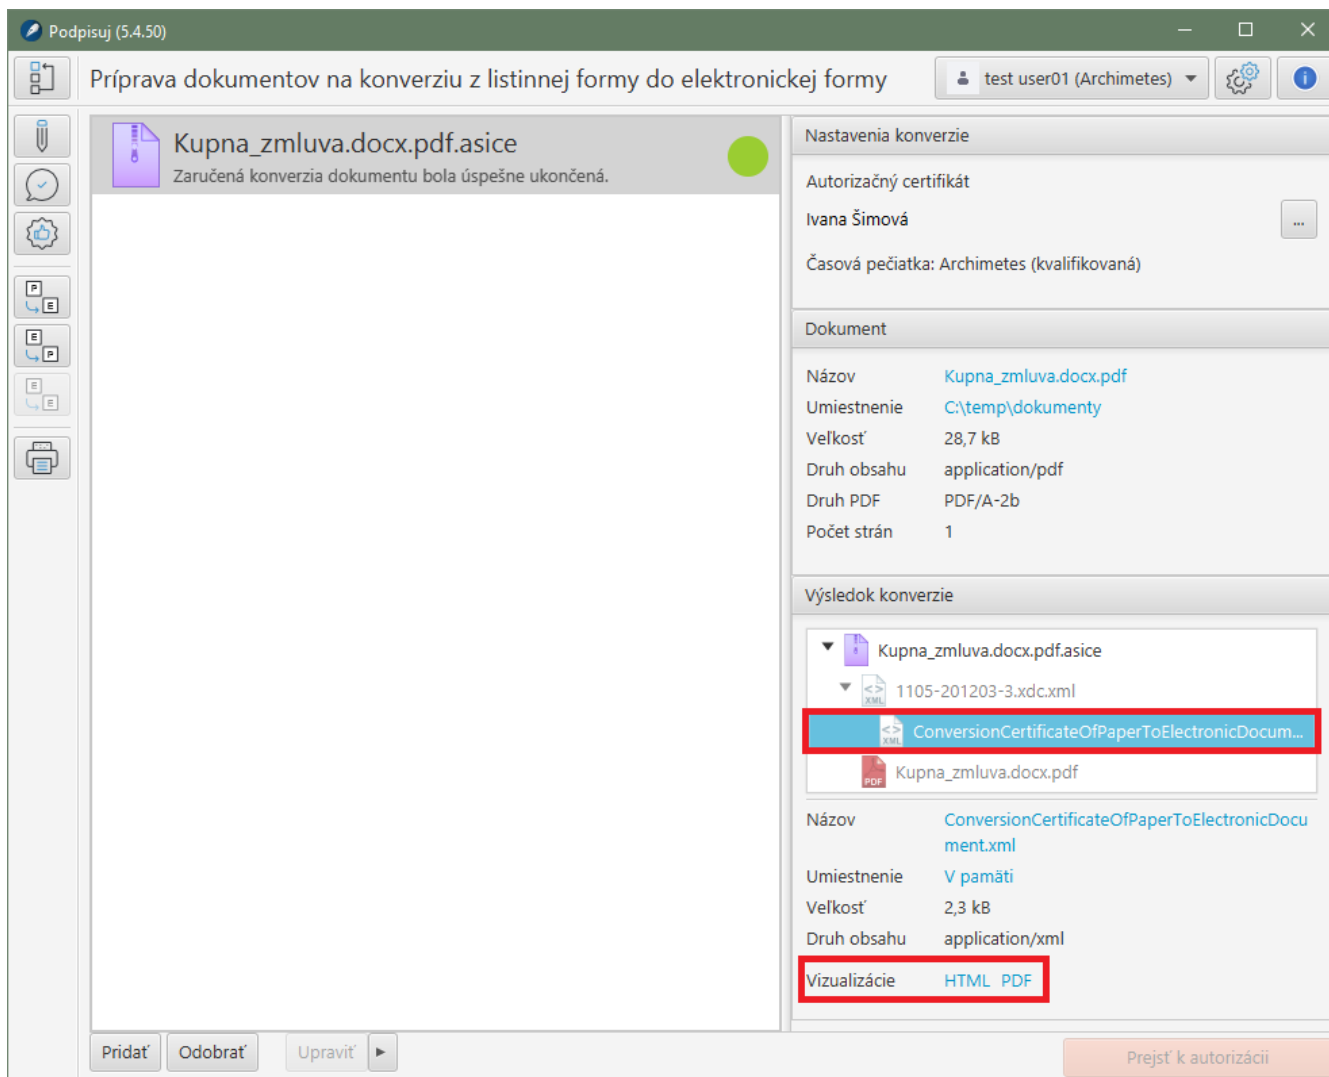 Podpisuj (5.4.50)
Príprava dokumentov na konverziu z listinnej formy do elektronickej formy
test user01 (Archimetes)
Kupna_zmluva.docx.pdf.asice
Zaručená konverzia dokumentu bola úspešne ukončená.
P
E
E
P
E
E
Nastavenia konverzie
Autorizačný certifikát
Ivana Šimová
...
Časová pečiatka: Archimetes (kvalifikovaná)
Dokument
Názov Kupna_zmluva.docx.pdf
Umiestnenie C:\temp\dokumenty
Veľkosť 28,7 kB
Druh obsahu application/pdf
Druh PDF PDF/A-2b
Počet strán 1
Výsledok konverzie
Kupna_zmluva.docx.pdf.asice
XML 1105-201203-3.xdc.xml
XML ConversionCertificateOfPaperToElectronicDocum...
PDF Kupna_zmluva.docx.pdf
Názov ConversionCertificateOfPaperToElectronicDocu
ment.xml
Umiestnenie V pamäti
Veľkosť 2,3 kB
Druh obsahu application/xml
Vizualizácie HTML PDF
Pridať Odobrať Upraviť
Prejsť k autorizácii